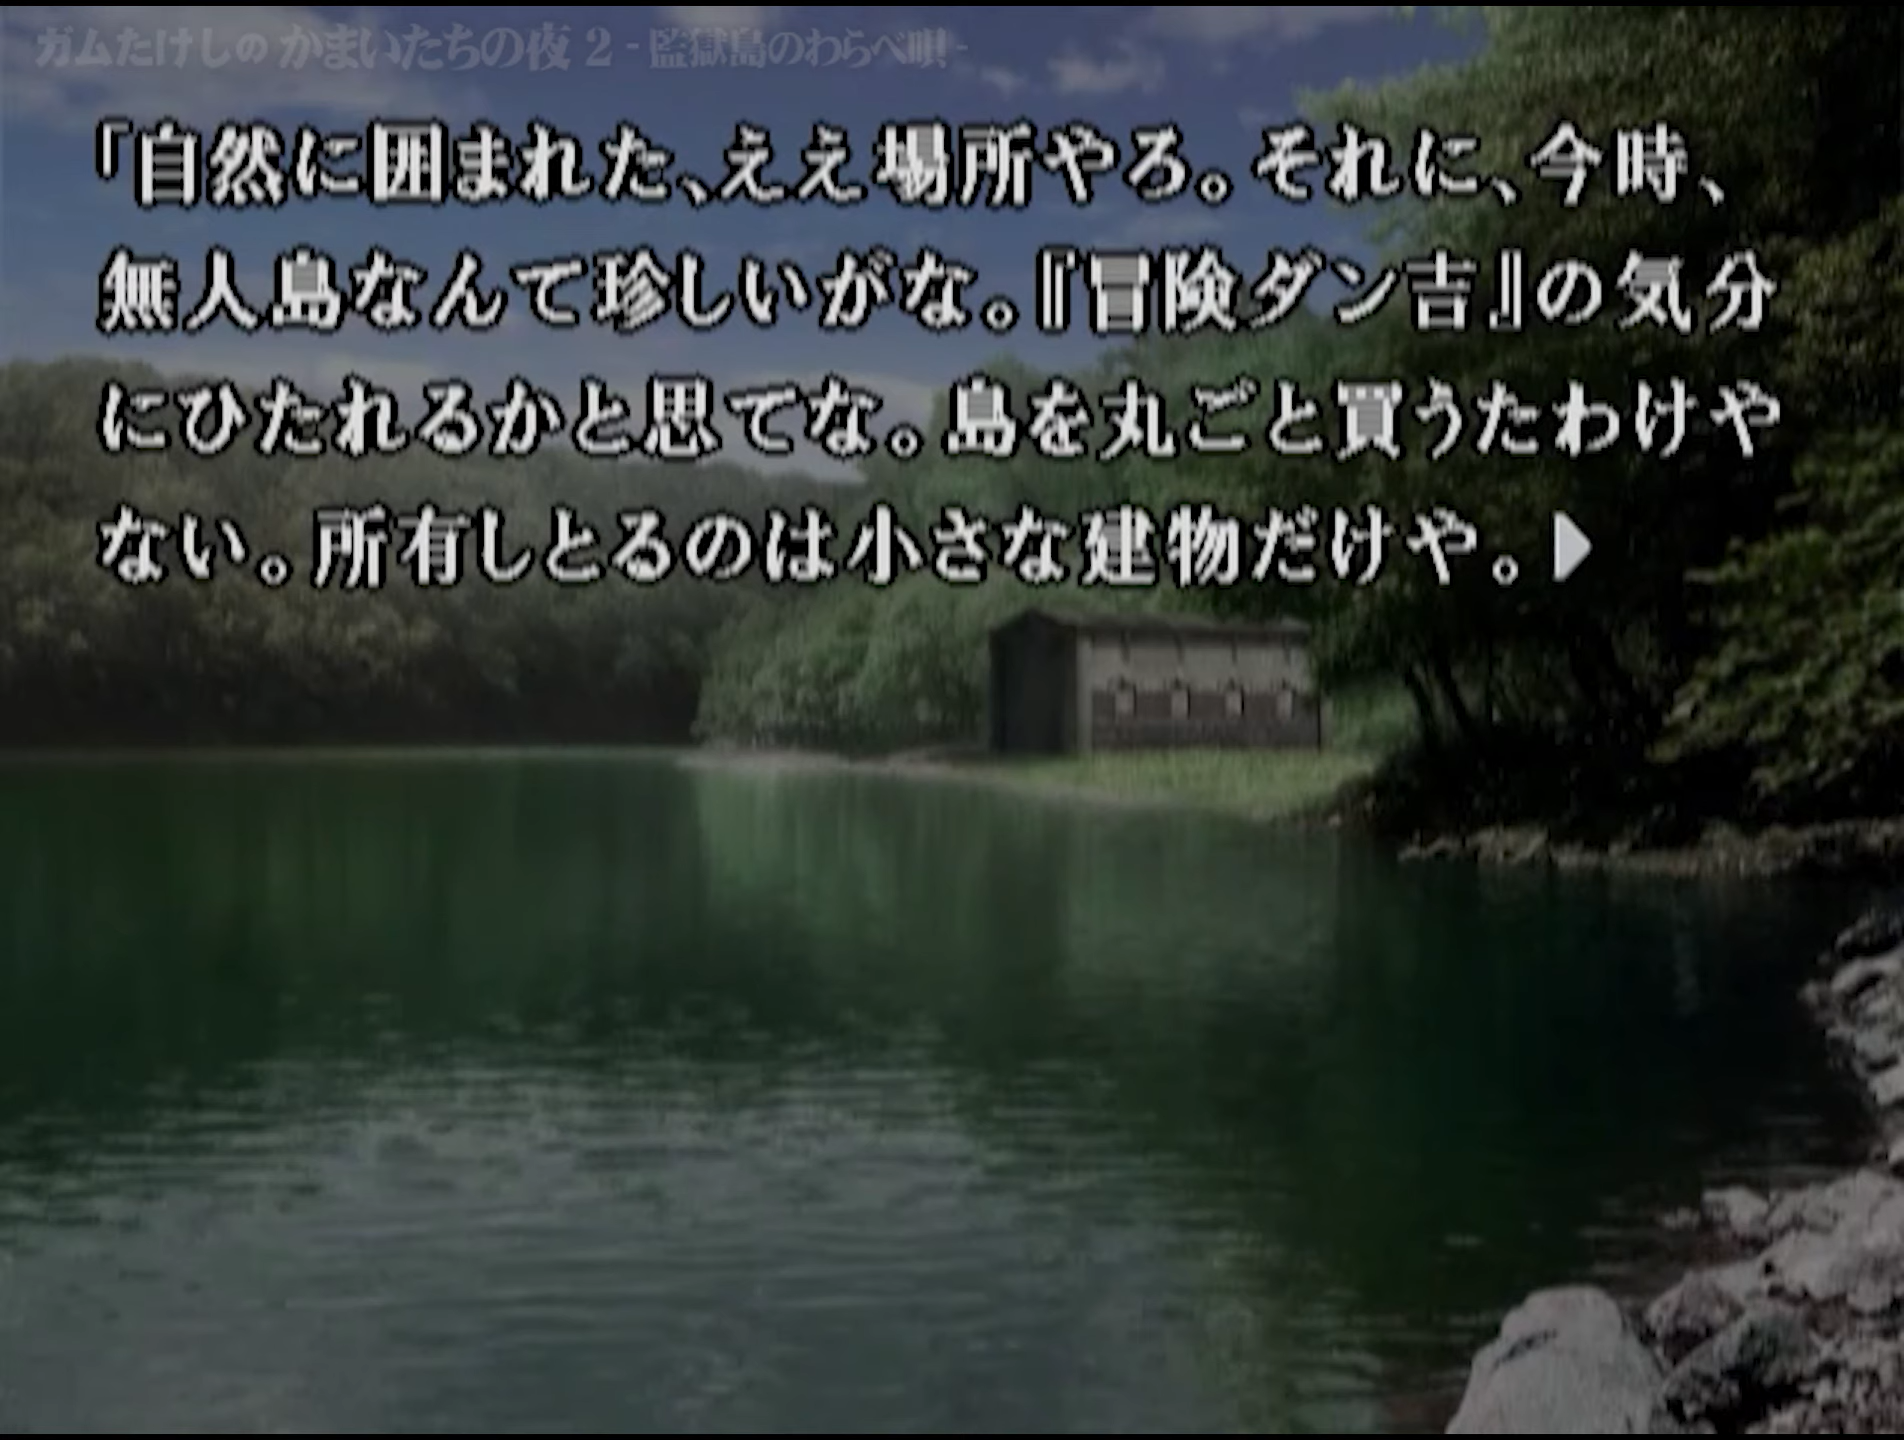 ガムたけしの かまいたちの夜 2 - 監獄島のわらべ唄 -
「自然に囲まれた、ええ場所やろ。それに、今時、
無人島なんて珍しいがな。『冒険ダン吉』の気分
にひたれるかと思てな。島を丸ごと買うたわけや
ない。所有しとるのは小さな建物だけや。